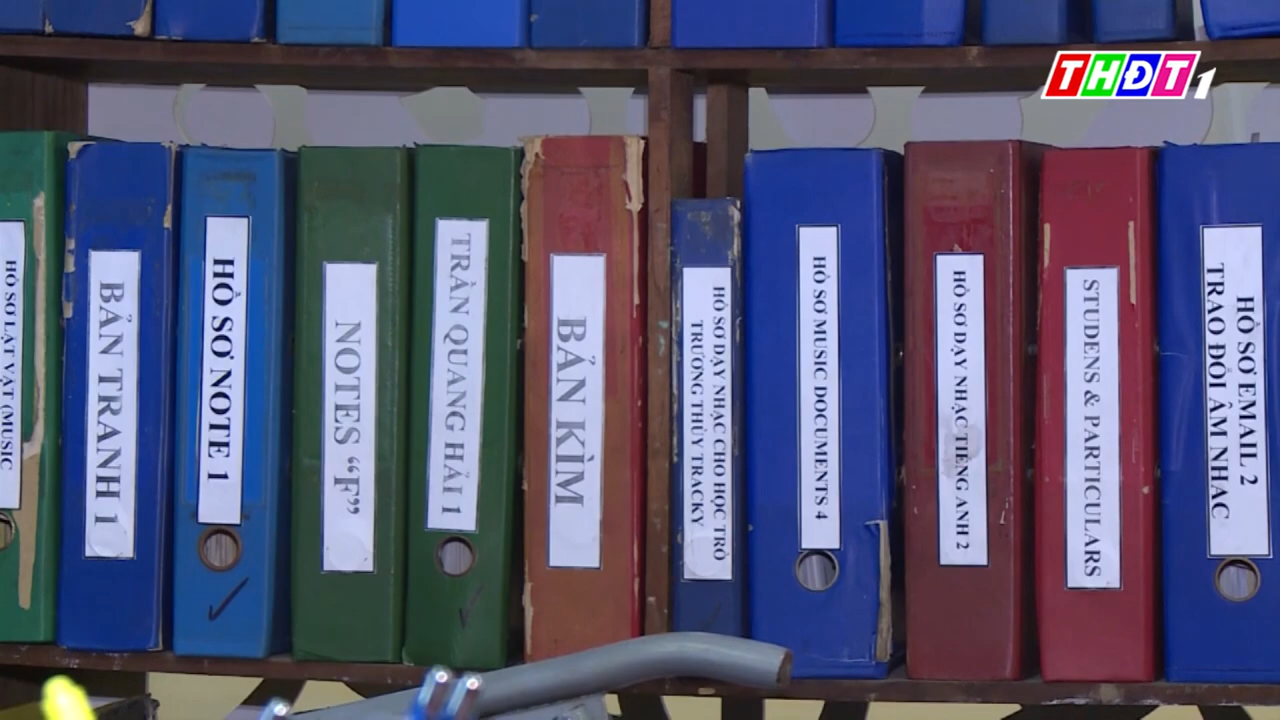 THĐT1
HỒ SƠ LẶT VẶT (MUSIC
BẢN TRANH 1
HỒ SƠ NOTE 1
NOTES “F”
TRẦN QUANG HẢI 1
BẢN KÌM
HỒ SƠ DẠY NHẠC CHO HỌC TRÒ
TRƯƠNG THỦY TRACKY
HỒ SƠ MUSIC DOCUMENTS 4
HỒ SƠ DẠY NHẠC TIẾNG ANH 2
STUDENS & PARTICULARS
HỒ SƠ EMAIL 2
TRAO ĐỔI ÂM NHẠC